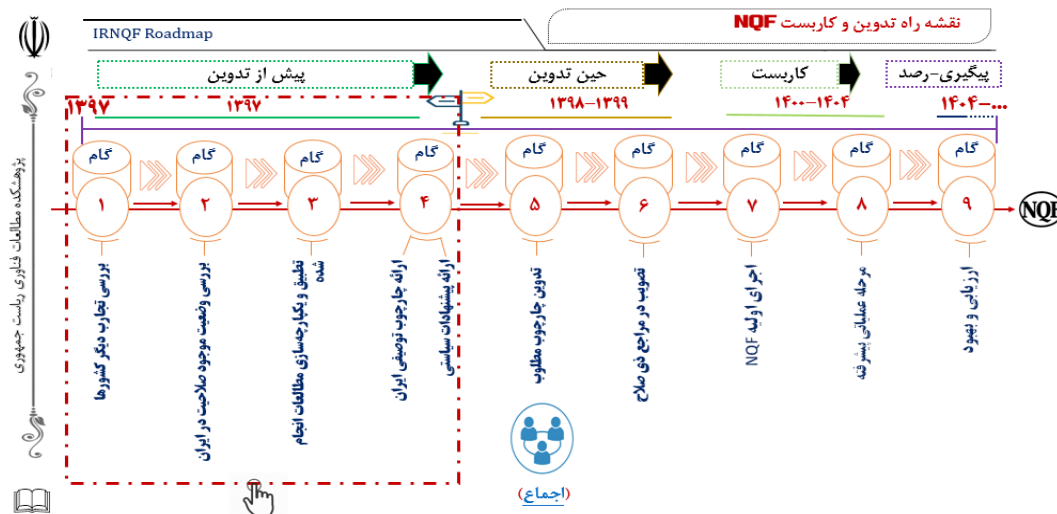 نقشه راه تدوین و کاربست NQF
IRNQF Roadmap
پیش از تدوین
حین تدوین
کاربست
پیگیری-رصد
۱۳۹۷
۱۳۹۷
۱۳۹۸-۱۳۹۹
۱۴۰۰-۱۴۰۴
۱۴۰۴-...
گام
گام
گام
گام
گام
گام
گام
گام
گام
۱
۲
۳
۴
۵
۶
۷
۸
۹
NQF
بررسی تجارب دیگر کشورها
بررسی وضعیت موجود صلاحیت در ایران
تطبیق و یکپارچه‌سازی مطالعات انجام
شده
ارائه چارچوب توصیفی ایران
ارائه پیشنهادات سیاستی
تدوین چارچوب مطلوب
تصویب در مراجع ذی صلاح
اجرای اولیه NQF
مرحله عملیاتی پیشرفته
ارزیابی و بهبود
(اجماع)
پژوهشکده مطالعات فناوری ریاست جمهوری